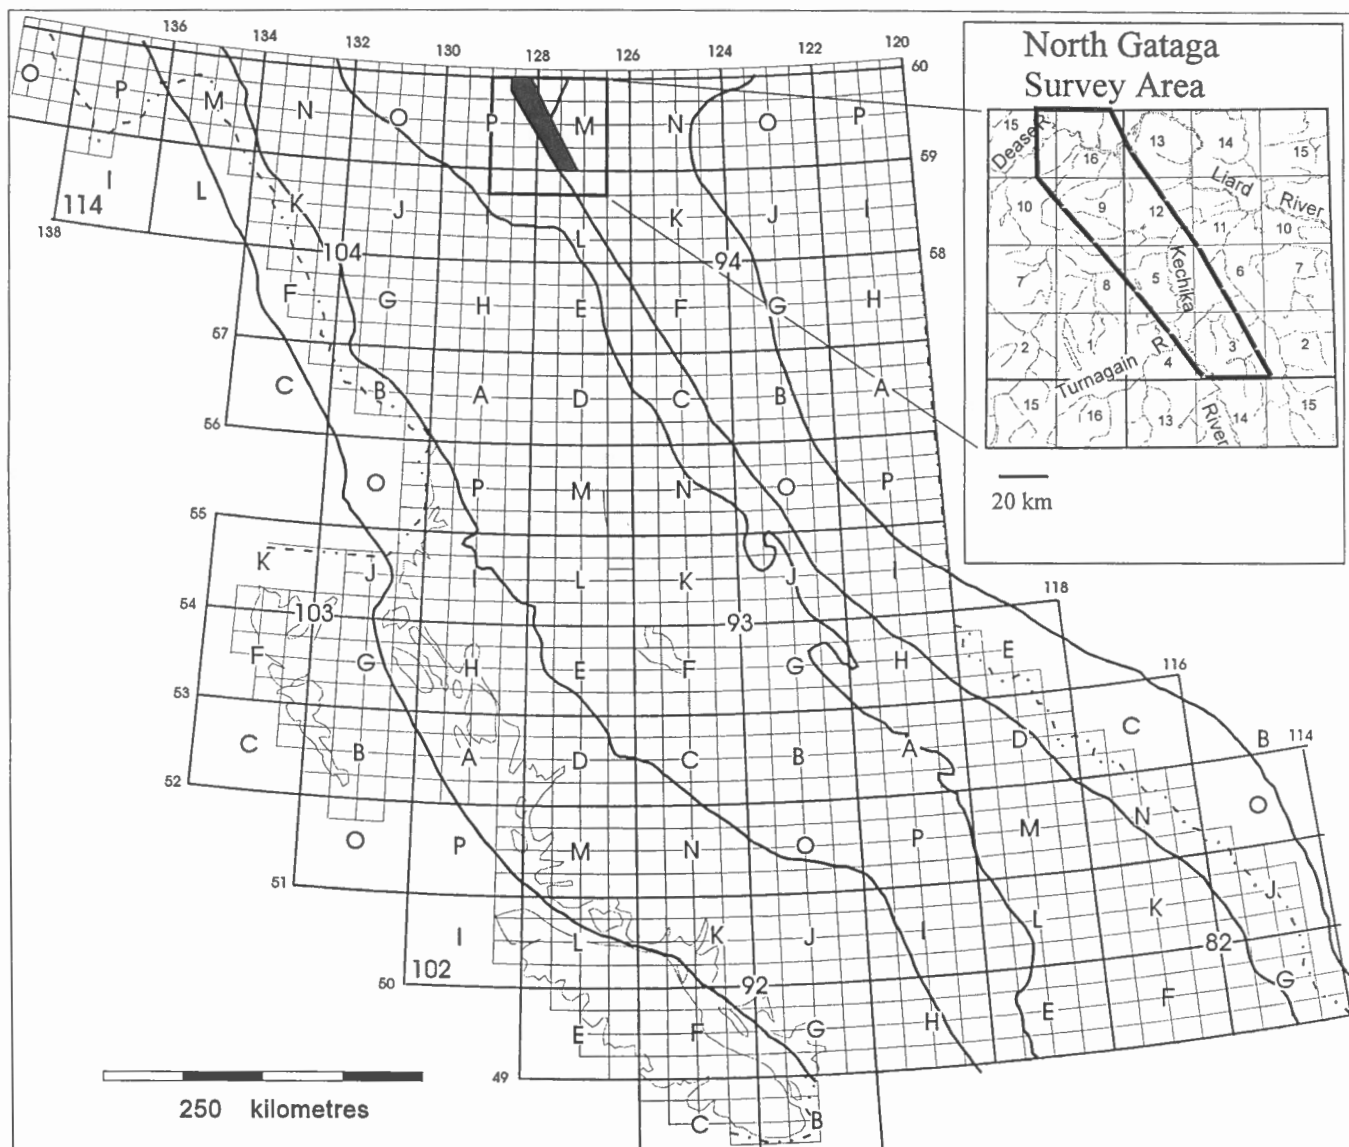 136 134 132 130 128 126 124 122 120
60
O P M N O P M N O P
59
I L K J L K J I
114
138
104
94
58
F G H E F G H
57
C B A D C B A
56
O P M N O P
55
K J I L K J I
118
54
103
93
F G H E F G H E
116
53
C B A D C B A D C B 114
52
O P M N O P M N O
51
I L K J I L K J
102
92
82
50
E F G H E F G
49
C B
250 kilometres
North Gataga
Survey Area
15 16 13 14 15
Dease R.
Liard River
10 9 12 11 10
Kechika
7 8 5 6 7
2 1 4 3 2
Turnagain R
River
15 16 13 14 15
20 km